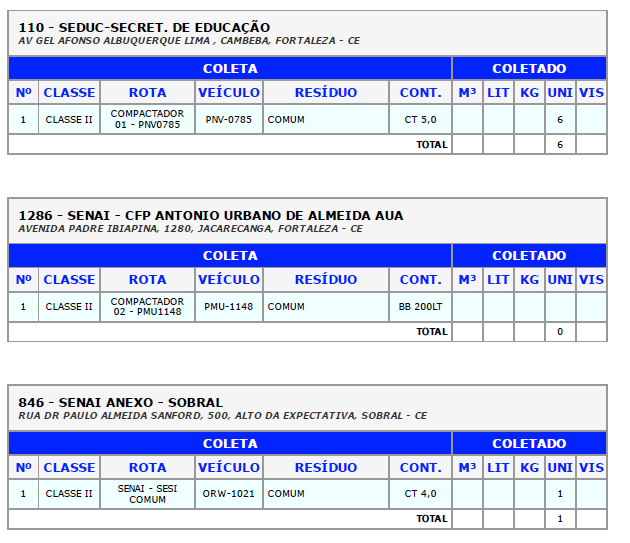 110 - SEDUC-SECRET. DE EDUCAÇÃO
AV GEL AFONSO ALBUQUERQUE LIMA , CAMBEBA, FORTALEZA - CE
COLETA COLETADO
Nº CLASSE ROTA VEÍCULO RESÍDUO CONT. M³ LIT KG UNI VIS
1 CLASSE II COMPACTADOR 01 - PNV0785 PNV-0785 COMUM CT 5,0 6
TOTAL 6
1286 - SENAI - CFP ANTONIO URBANO DE ALMEIDA AUA
AVENIDA PADRE IBIAPINA, 1280, JACARECANGA, FORTALEZA - CE
COLETA COLETADO
Nº CLASSE ROTA VEÍCULO RESÍDUO CONT. M³ LIT KG UNI VIS
1 CLASSE II COMPACTADOR 02 - PMU1148 PMU-1148 COMUM BB 200LT
TOTAL 0
846 - SENAI ANEXO - SOBRAL
RUA DR PAULO ALMEIDA SANFORD, 500, ALTO DA EXPECTATIVA, SOBRAL - CE
COLETA COLETADO
Nº CLASSE ROTA VEÍCULO RESÍDUO CONT. M³ LIT KG UNI VIS
1 CLASSE II SENAI - SESI COMUM ORW-1021 COMUM CT 4,0 1
TOTAL 1